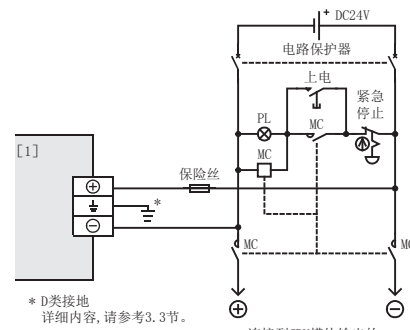 DC24V
电路保护器
上电
紧急
停止
PL
MC
[1]
MC
保险丝
*
MC
MC
* D类接地
详细内容,请参考3.3节。